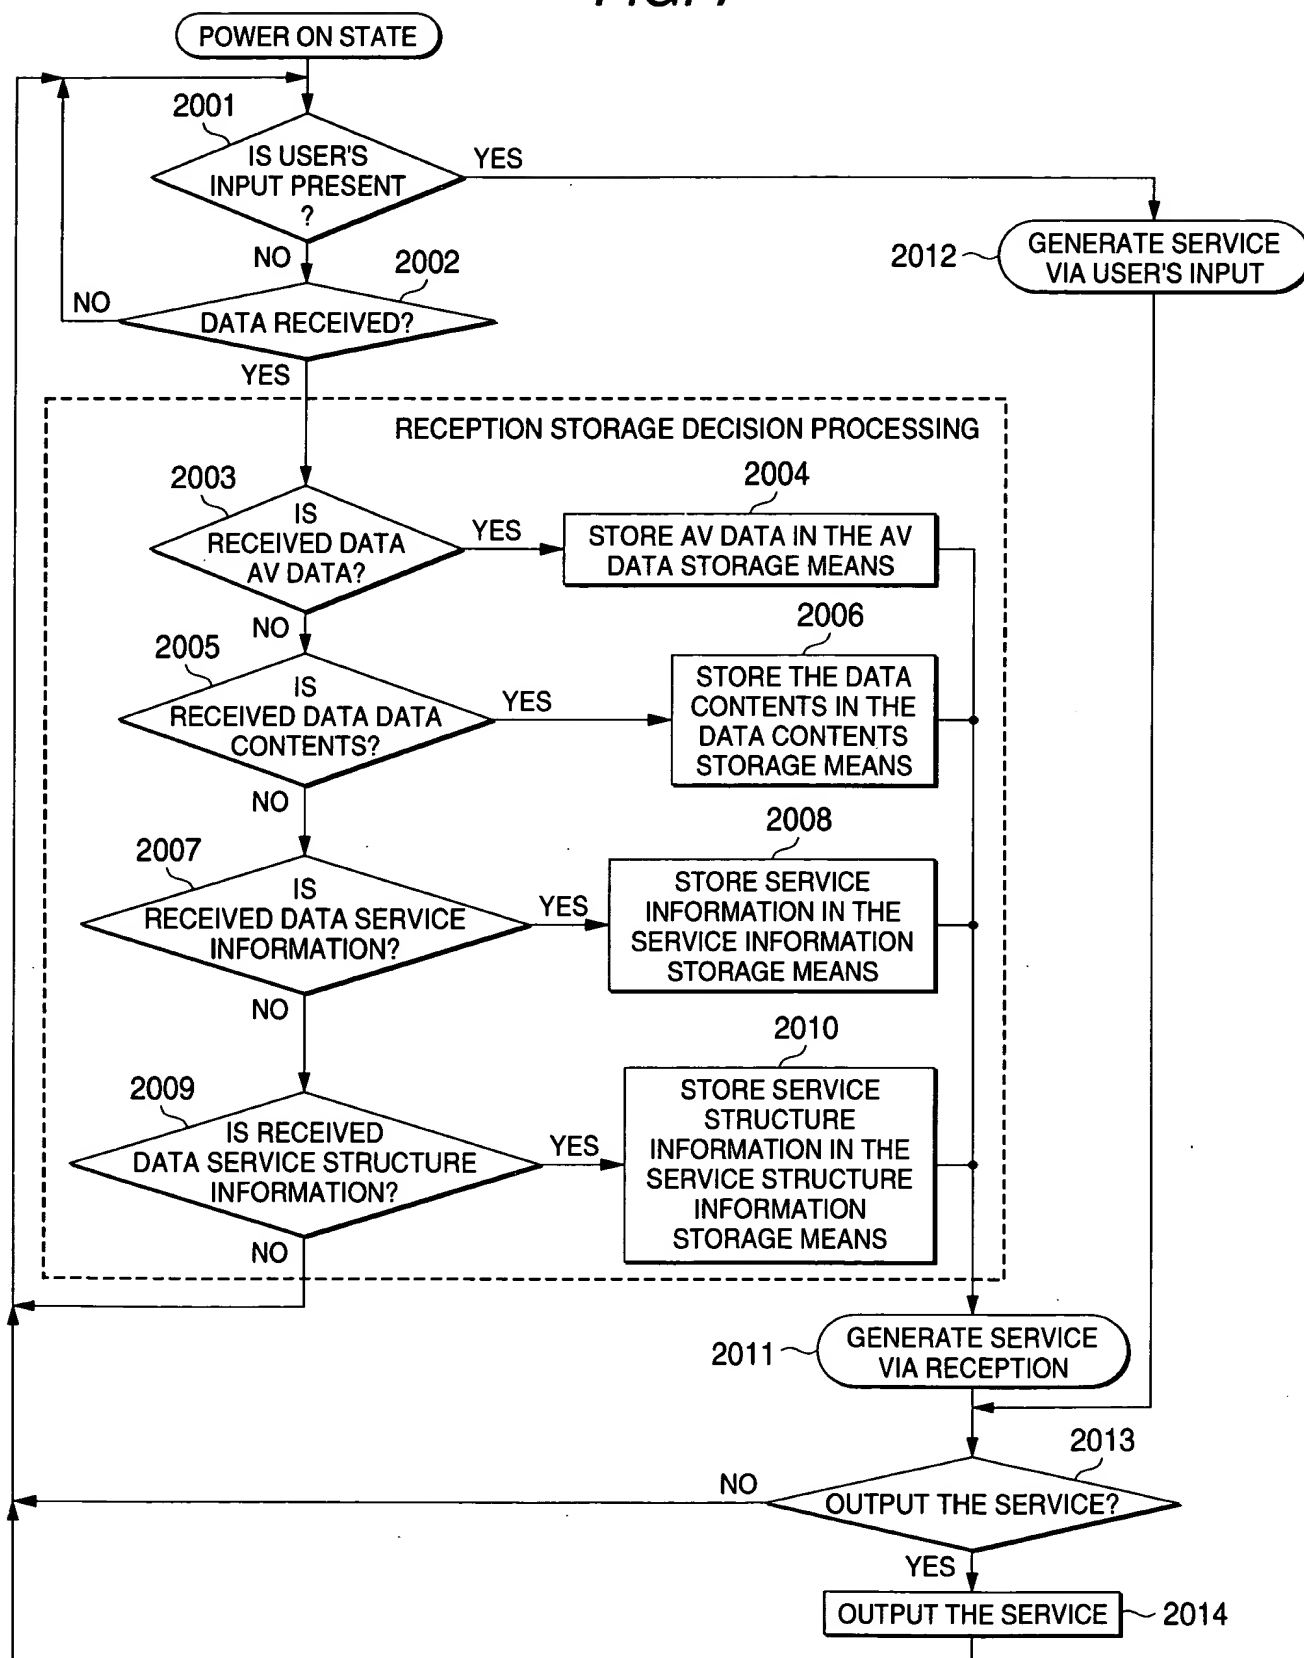 POWER ON STATE
2001
IS USER'S
INPUT PRESENT
?
YES
NO
2012
GENERATE SERVICE
VIA USER'S INPUT
2002
NO
DATA RECEIVED?
YES
RECEPTION STORAGE DECISION PROCESSING
2003
IS
RECEIVED DATA
AV DATA?
YES
2004
STORE AV DATA IN THE AV
DATA STORAGE MEANS
NO
2005
IS
RECEIVED DATA DATA
CONTENTS?
YES
2006
STORE THE DATA
CONTENTS IN THE
DATA CONTENTS
STORAGE MEANS
NO
2007
IS
RECEIVED DATA SERVICE
INFORMATION?
YES
2008
STORE SERVICE
INFORMATION IN THE
SERVICE INFORMATION
STORAGE MEANS
NO
2009
IS RECEIVED
DATA SERVICE STRUCTURE
INFORMATION?
YES
2010
STORE SERVICE
STRUCTURE
INFORMATION IN THE
SERVICE STRUCTURE
INFORMATION
STORAGE MEANS
NO
2011
GENERATE SERVICE
VIA RECEPTION
2013
NO
OUTPUT THE SERVICE?
YES
OUTPUT THE SERVICE
2014